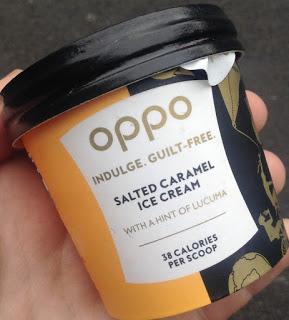 oppo
INDULGE. GUILT-FREE.
SALTED CARAMEL
ICE CREAM
WITH A HINT OF LUCUMA
38 CALORIES
PER SCOOP